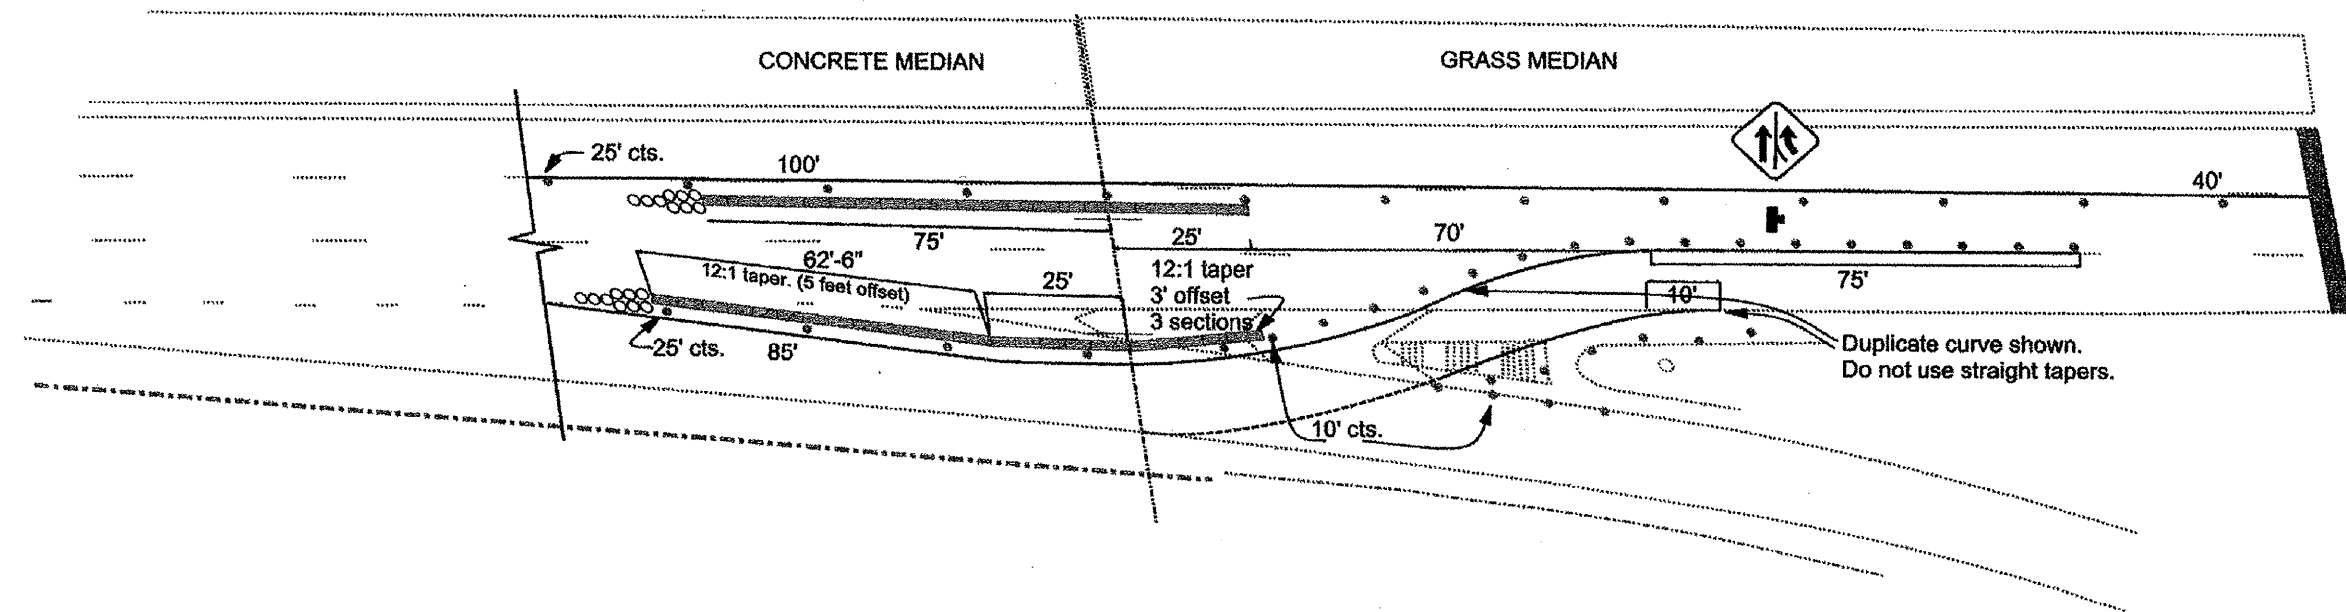 CONCRETE MEDIAN
GRASS MEDIAN
25' cts.
100'
40'
75'
25'
70'
62'-6"
12:1 taper. (5 feet offset)
25'
12:1 taper
3' offset
3 sections
75'
10'
25' cts.
85'
Duplicate curve shown.
Do not use straight tapers.
10' cts.